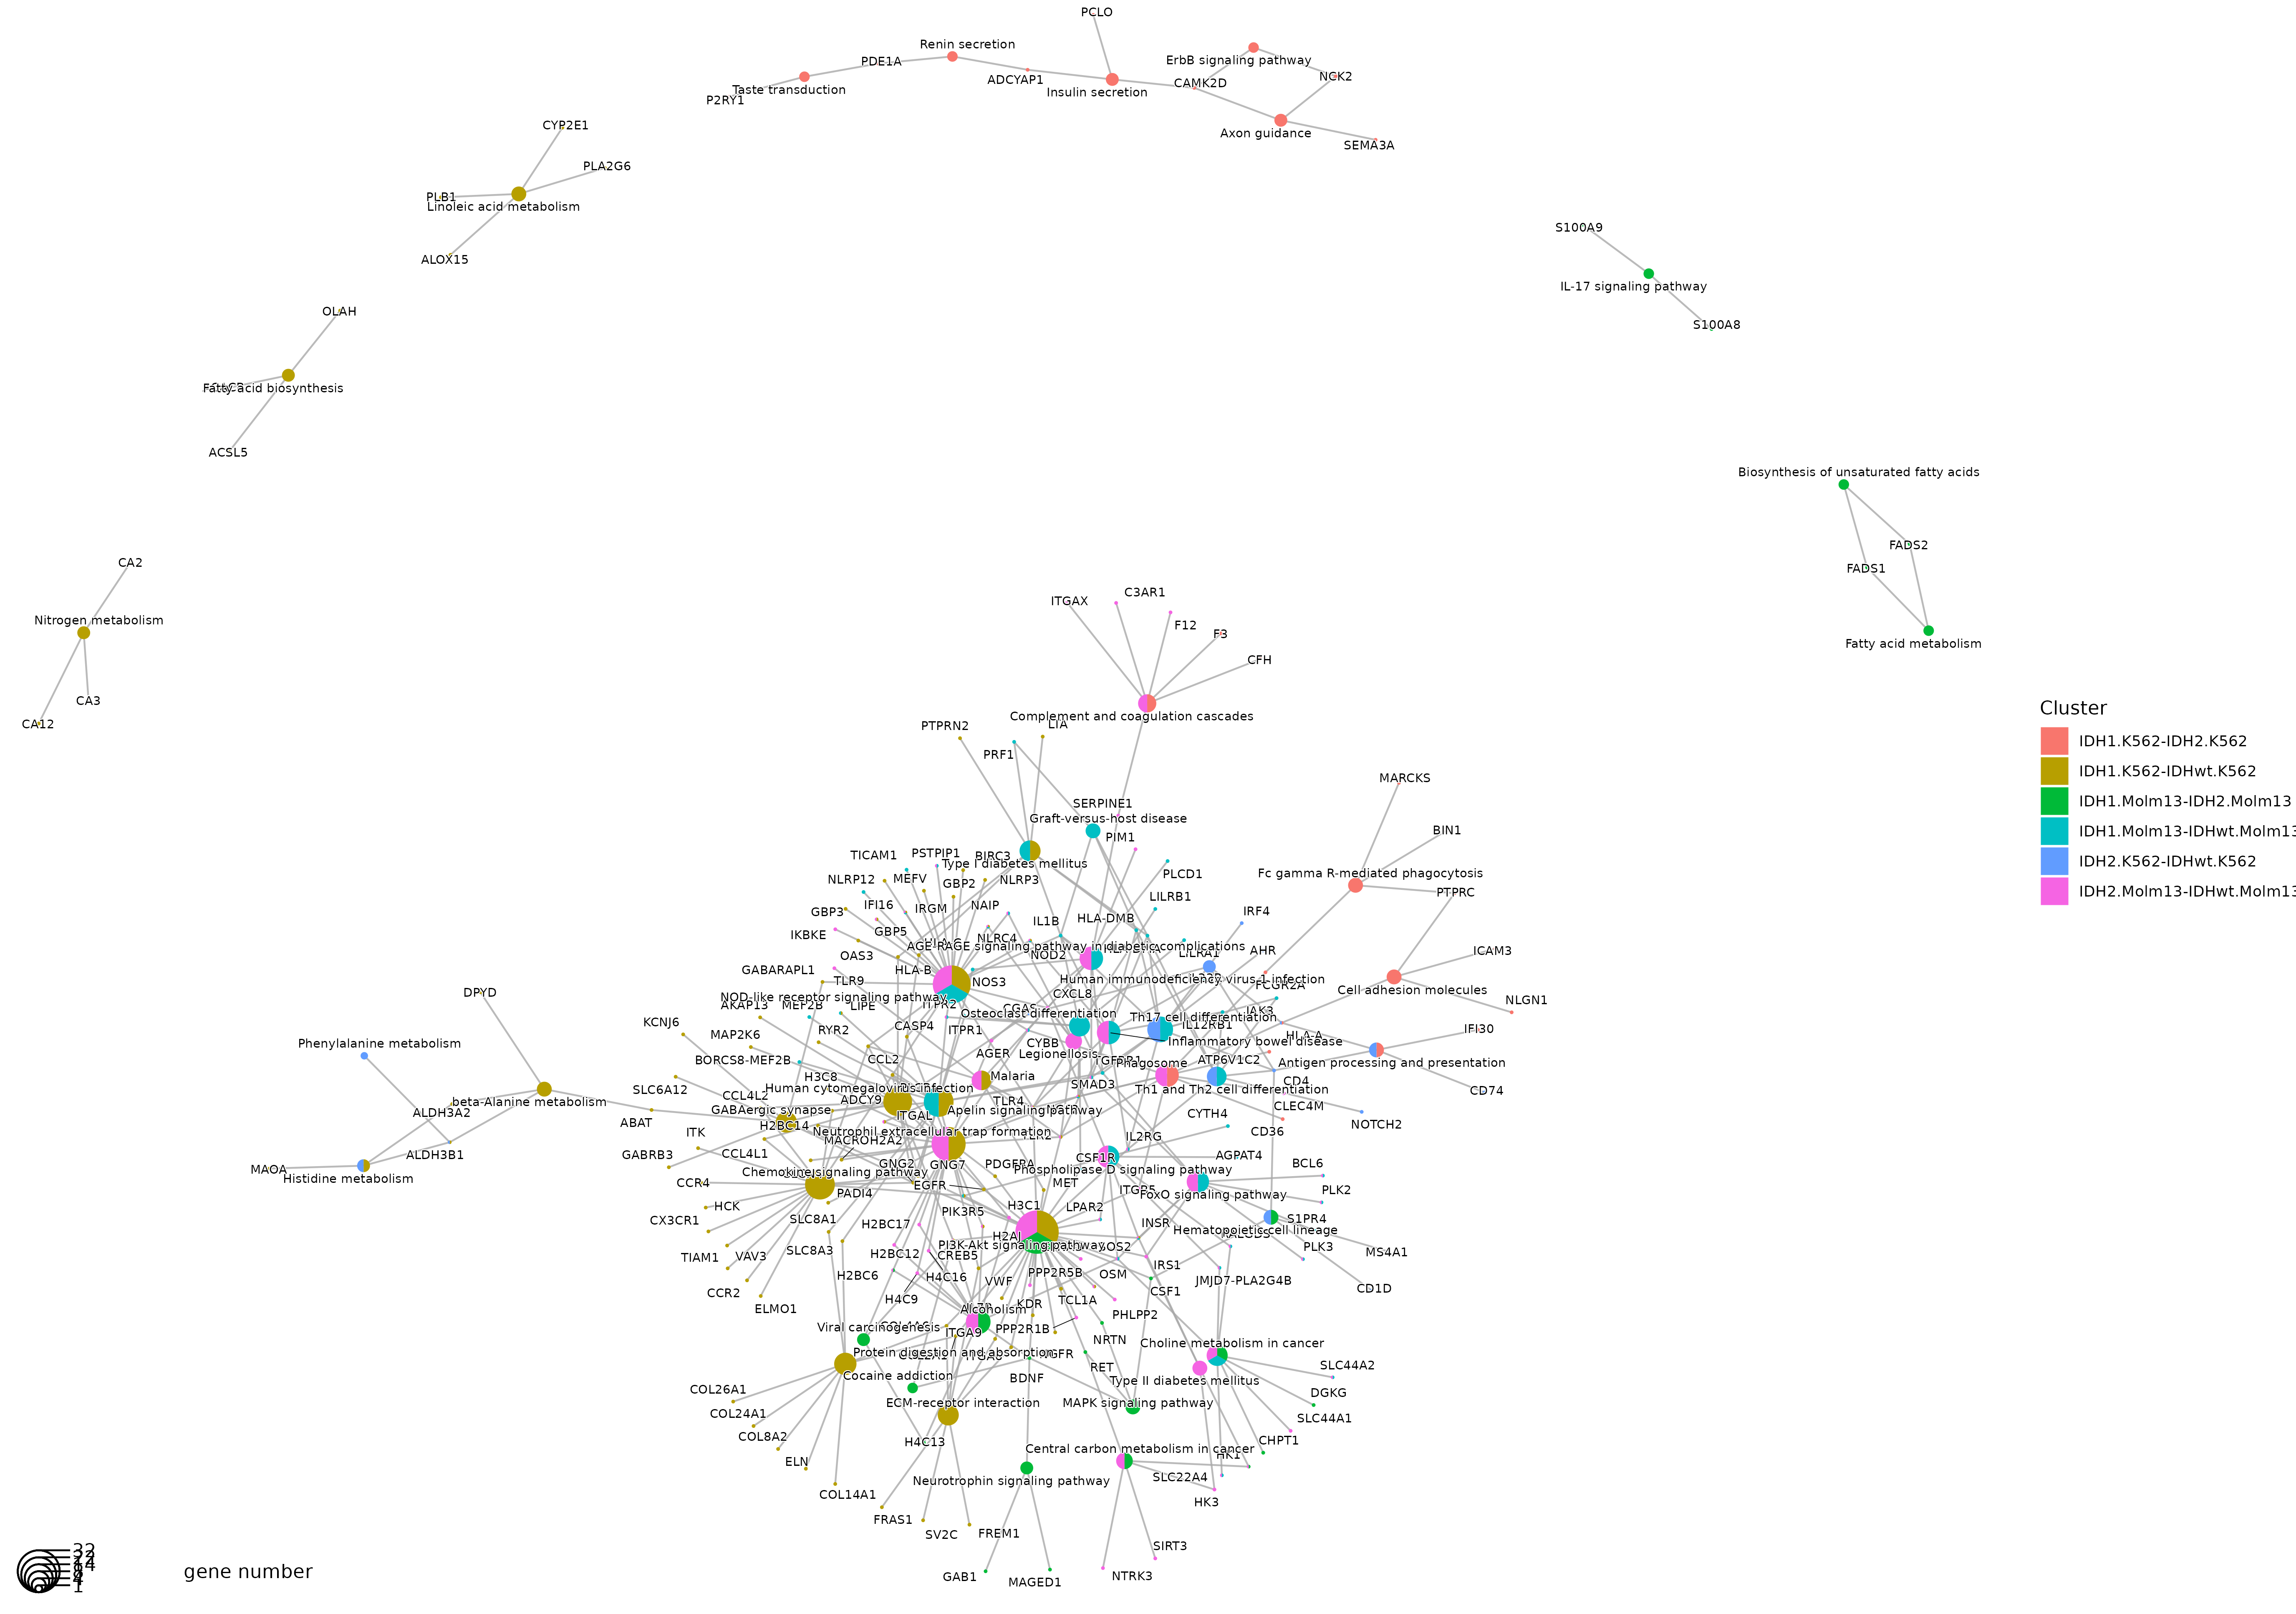 PCLO
Renin secretion
ErbB signaling pathway
PDE1A
NCK2
ADCYAP1
CAMK2D
Taste transduction
Insulin secretion
P2RY1
CYP2E1
Axon guidance
SEMA3A
PLA2G6
PLB1
Linoleic acid metabolism
S100A9
ALOX15
IL-17 signaling pathway
OLAH
S100A8
Fatty acid biosynthesis
ACSL5
Biosynthesis of unsaturated fatty acids
FADS2
CA2
FADS1
C3AR1
ITGAX
Nitrogen metabolism
F12
F3
Fatty acid metabolism
CFH
CA3
Cluster
Complement and coagulation cascades
CA12
LTA
PTPRN2
IDH1.K562-IDH2.K562
PRF1
IDH1.K562-IDHwt.K562
MARCKS
IDH1.Molm13-IDH2.Molm13
SERPINE1
Graft-versus-host disease
IDH1.Molm13-IDHwt.Molm13
BIN1
PIM1
TICAM1
PSTPIP1
BIRC3
IDH2.K562-IDHwt.K562
Type I diabetes mellitus
PLCD1
Fc gamma R-mediated phagocytosis
NLRP12
MEFV
GBP2
NLRP3
IDH2.Molm13-IDHwt.Molm13
PTPRC
LILRB1
GBP3
IFI16
IRGM
NAIP
IRF4
IL1B
HLA-DMB
IKBKE
GBP5
NLRC4
AGE-RAGE signaling pathway in diabetic complications
AHR
ICAM3
OAS3
NOD2
LILRA1
GABARAPL1
HLA-B
TLR9
NOS3
Human immunodeficiency virus 1 infection
FCGR2A
Cell adhesion molecules
DPYD
NOD-like receptor signaling pathway
CXCL8
NLGN1
AKAP13
MEF2B
LIPE
ITPR2
CGAS
Osteoclast differentiation
JAK3
KCNJ6
Th17 cell differentiation
MAP2K6
RYR2
CASP4
ITPR1
IL12RB1
HLA-A
IFI30
Phenylalanine metabolism
CYBB
Inflammatory bowel disease
BORCS8-MEF2B
CCL2
AGER
Legionellosis
Phagosome
ATP6V1C2
Antigen processing and presentation
H3C8
Malaria
SMAD3
CD4
SLC6A12
CCL4L2
Human cytomegalovirus infection
Th1 and Th2 cell differentiation
CD74
beta-Alanine metabolism
ADCY9
TLR4
ALDH3A2
GABAergic synapse
ITGAL
Apelin signaling pathway
CYTH4
CLEC4M
ABAT
H2BC14
NOTCH2
ITK
Neutrophil extracellular trap formation
IL2RG
CD36
MACROH2A2
ALDH3B1
GABRB3
CCL4L1
GNG2
GNG7
CSF1R
AGPAT4
MAOA
Histidine metabolism
Chemokine signaling pathway
PDGFRA
Phospholipase D signaling pathway
BCL6
CCR4
EGFR
MET
ITGB5
PLK2
HCK
PADI4
FoxO signaling pathway
CX3CR1
SLC8A1
H2BC17
PIK3R5
H3C1
LPAR2
INSR
S1PR4
Hematopoietic cell lineage
TIAM1
VAV3
SLC8A3
H2BC12
CREB5
H2AJ
PI3K-Akt signaling pathway
PLK3
MS4A1
CCR2
H2BC6
H4C16
VWF
PPP2R5B
OSM
IRS1
JMJD7-PLA2G4B
ELMO1
H4C9
KDR
TCL1A
CSF1
CD1D
Alcoholism
PHLPP2
Viral carcinogenesis
ITGA9
PPP2R1B
NRTN
Choline metabolism in cancer
Protein digestion and absorption
RET
SLC44A2
Cocaine addiction
BDNF
Type II diabetes mellitus
COL26A1
DGKG
ECM-receptor interaction
MAPK signaling pathway
COL24A1
SLC44A1
COL8A2
H4C13
Central carbon metabolism in cancer
CHPT1
ELN
HK1
Neurotrophin signaling pathway
SLC22A4
COL14A1
HK3
FRAS1
SV2C
FREM1
SIRT3
32
gene number
GAB1
MAGED1
NTRK3
1